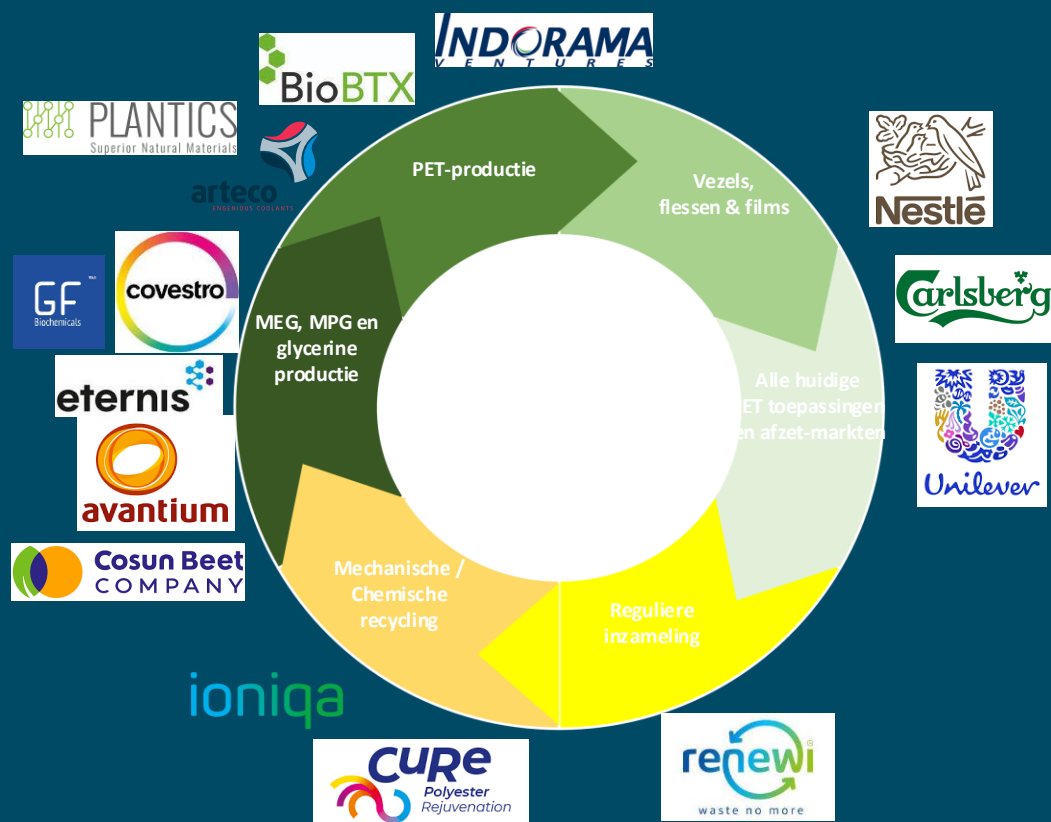 INDORAMA
VENTURES
BioBTX
PLANTICS
Superior Natural Materials
arteco
ENGENIOUS COOLANTS
PET-productie
Vezels,
flessen & films
Nestlé
GF
™
Biochemicals
covestro
Carlsberg
MEG, MPG en
glycerine
productie
eternis
Alle huidige
ET toepassingen
en afzet-markten
Unilever
avantium
Cosun Beet
COMPANY
Mechanische /
Chemische
recycling
Reguliere
inzameling
ioniqa
CuRe
Polyester
Rejuvenation
renewi
waste no more